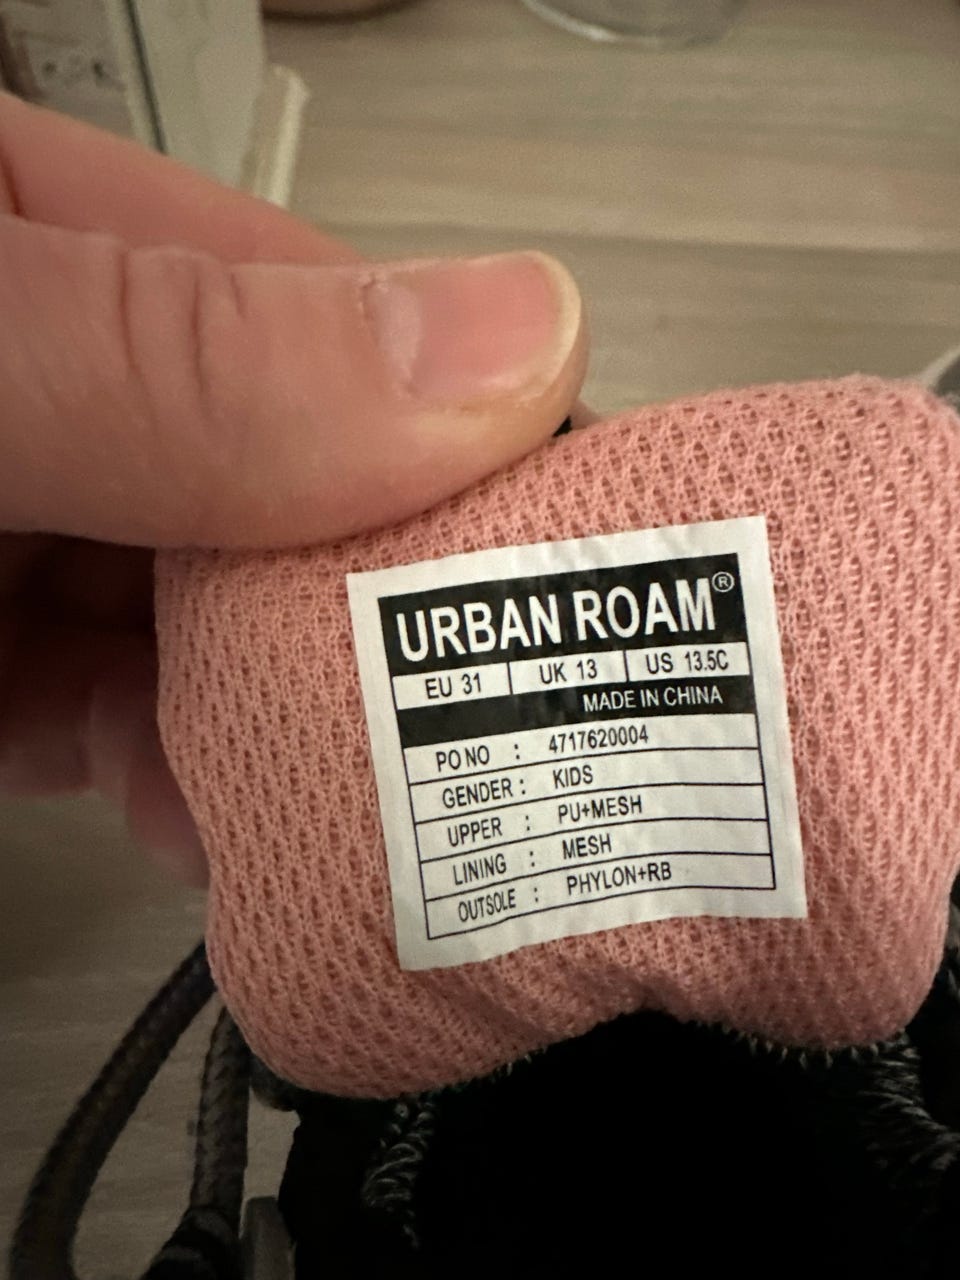 URBAN ROAM®
EU 31 UK 13 US 13.5C
MADE IN CHINA
PO NO : 4717620004
GENDER : KIDS
UPPER : PU+MESH
LINING : MESH
OUTSOLE : PHYLON+RB